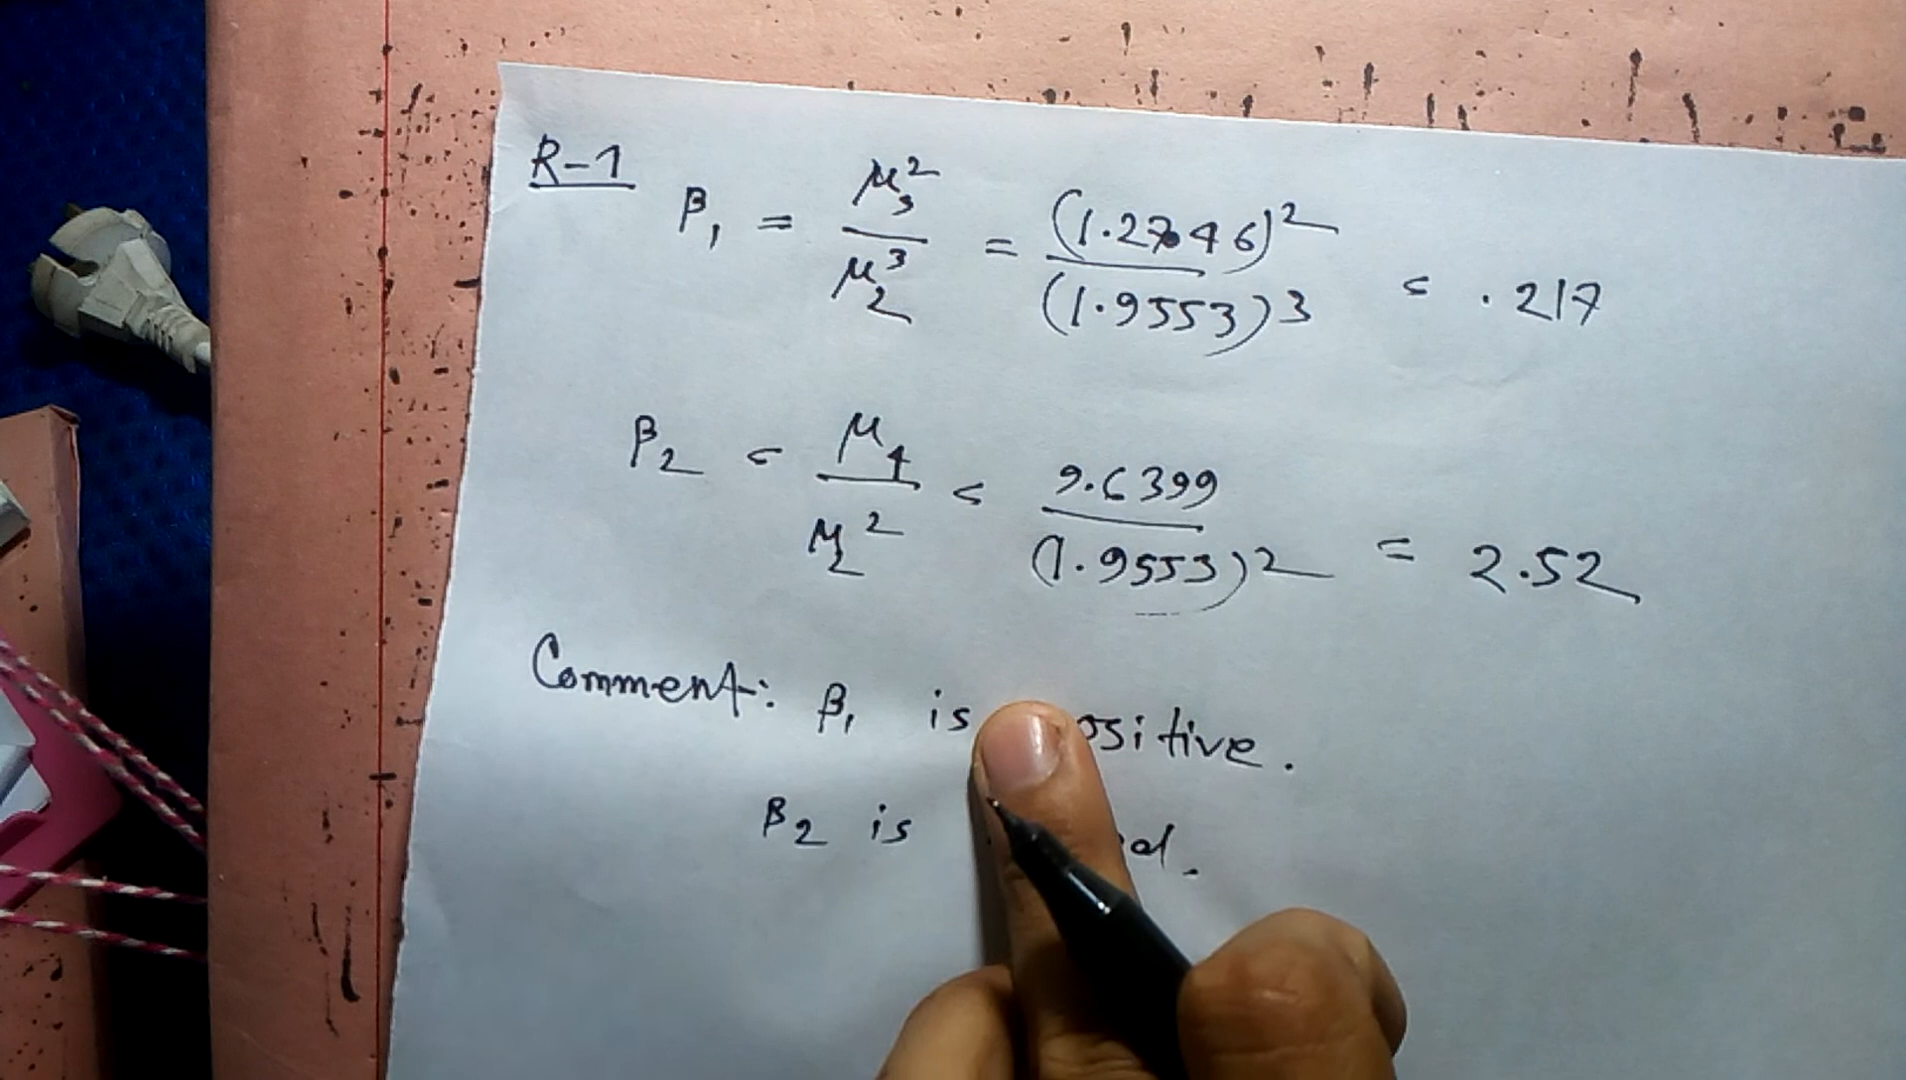 R-1
β₁ = μ₃² / μ₂³ = (1.2746)² / (1.9553)³ = .217
β₂ = μ₄ / μ₂² = 9.6399 / (1.9553)² = 2.52
Comment: β₁ is ositive.
β₂ is